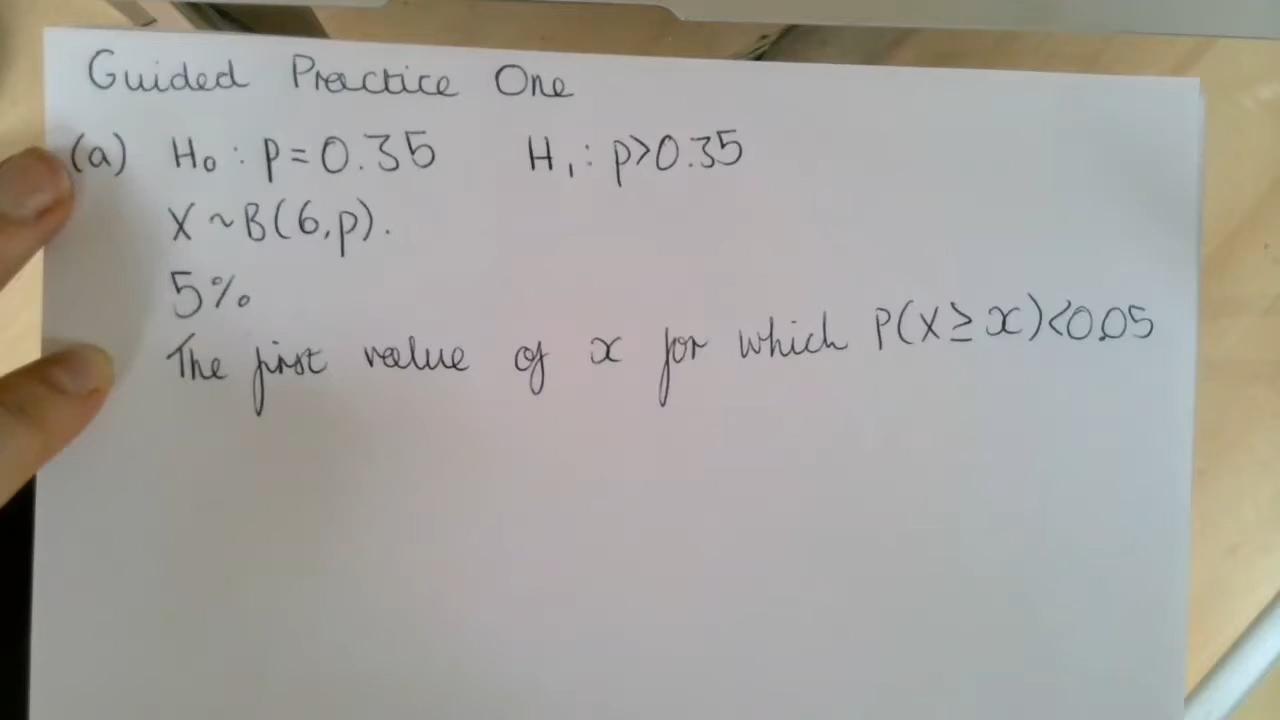 Guided Practice One
(a) H₀ : p = 0.35 H₁ : p > 0.35
X ~ B(6, p).
5%
The first value of x for which P(X ≥ x) < 0.05